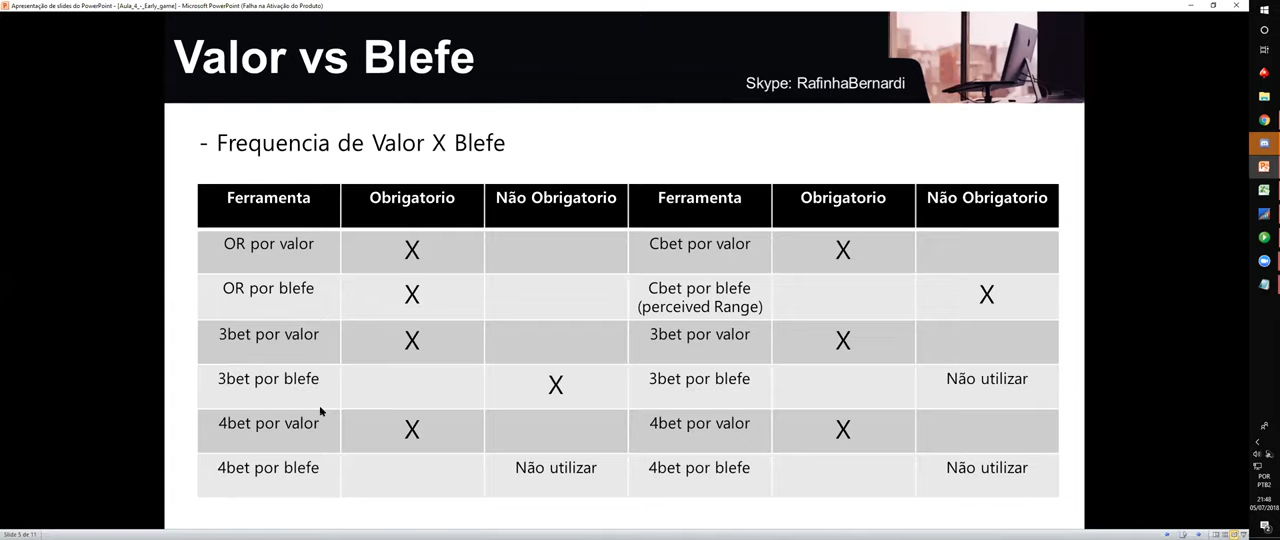 Apresentação de slides do PowerPoint - [Aula_4_-_Early_game] - Microsoft PowerPoint (Falha na Ativação do Produto)
Valor vs Blefe
Skype: RafinhaBernardi
- Frequencia de Valor X Blefe
Ferramenta Obrigatorio Não Obrigatorio Ferramenta Obrigatorio Não Obrigatorio
OR por valor X Cbet por valor X
OR por blefe X Cbet por blefe X
(perceived Range)
3bet por valor X 3bet por valor X
3bet por blefe X 3bet por blefe Não utilizar
4bet por valor X 4bet por valor X
4bet por blefe Não utilizar 4bet por blefe Não utilizar
Slide 5 de 11
POR
PTB2
21:48
05/07/2018